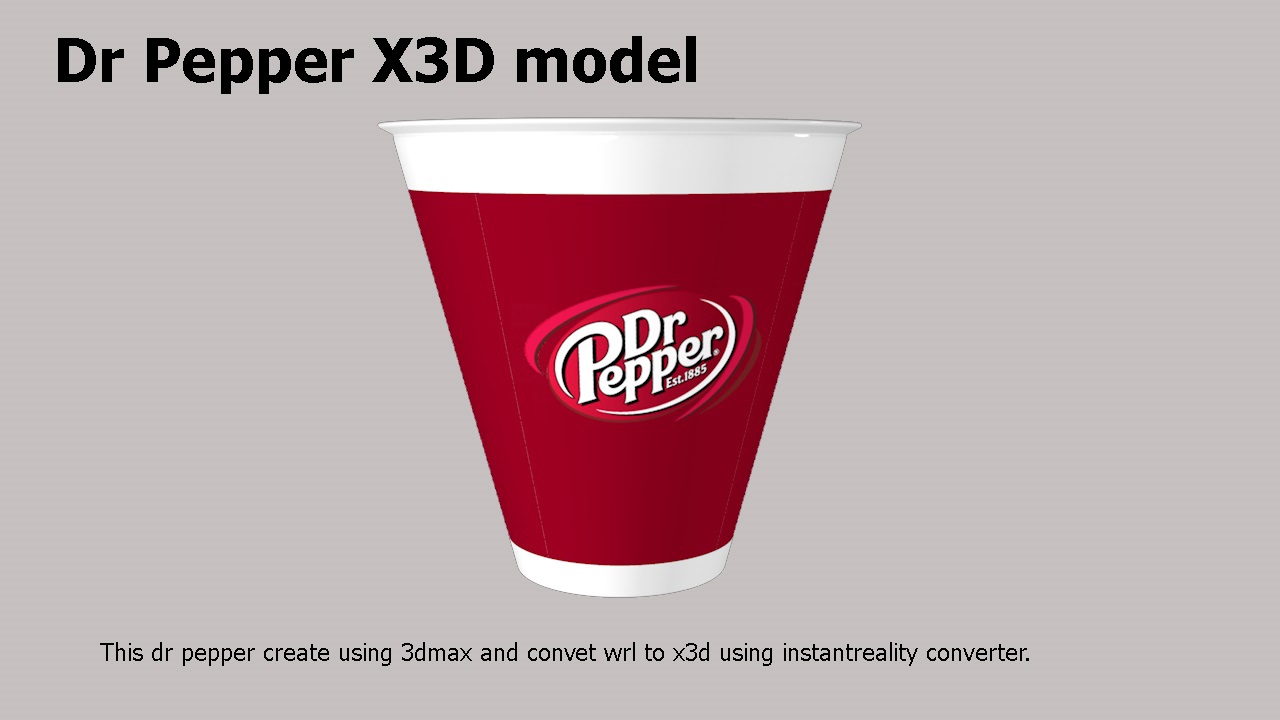 Dr Pepper X3D model
Dr
Pepper®
Est.1885
This dr pepper create using 3dmax and convet wrl to x3d using instantreality converter.